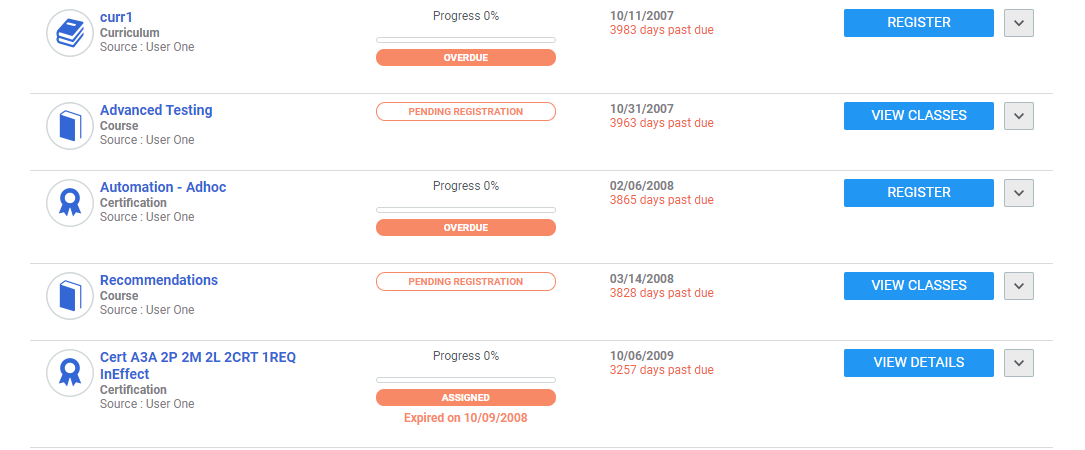 curr1
Curriculum
Source : User One
Progress 0%
OVERDUE
10/11/2007
3983 days past due
REGISTER
Advanced Testing
Course
Source : User One
PENDING REGISTRATION
10/31/2007
3963 days past due
VIEW CLASSES
Automation - Adhoc
Certification
Source : User One
Progress 0%
OVERDUE
02/06/2008
3865 days past due
REGISTER
Recommendations
Course
Source : User One
PENDING REGISTRATION
03/14/2008
3828 days past due
VIEW CLASSES
Cert A3A 2P 2M 2L 2CRT 1REQ
InEffect
Certification
Source : User One
Progress 0%
ASSIGNED
Expired on 10/09/2008
10/06/2009
3257 days past due
VIEW DETAILS